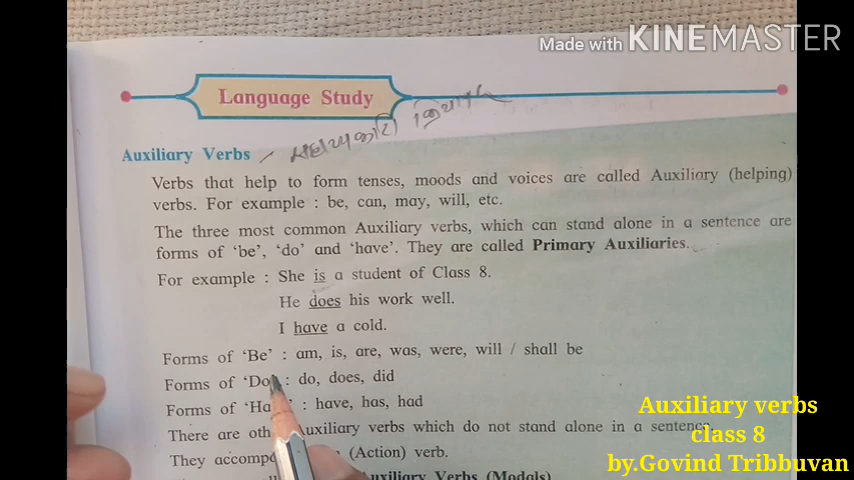 Made with KINEMASTER
Language Study
Auxiliary Verbs
Verbs that help to form tenses, moods and voices are called Auxiliary (helping)
verbs. For example : be, can, may, will, etc.
The three most common Auxiliary verbs, which can stand alone in a sentence are
forms of ‘be’, ‘do’ and ‘have’. They are called Primary Auxiliaries.
For example : She is a student of Class 8.
He does his work well.
I have a cold.
Forms of ‘Be’ : am, is, are, was, were, will / shall be
Forms of ‘Do’ : do, does, did
Forms of ‘Ha : have, has, had
There are oth Auxiliary verbs which do not stand alone in a sentence.
They accomp (Action) verb.
Auxiliary Verbs (Modals)
Auxiliary verbs
class 8
by.Govind Tribbuvan